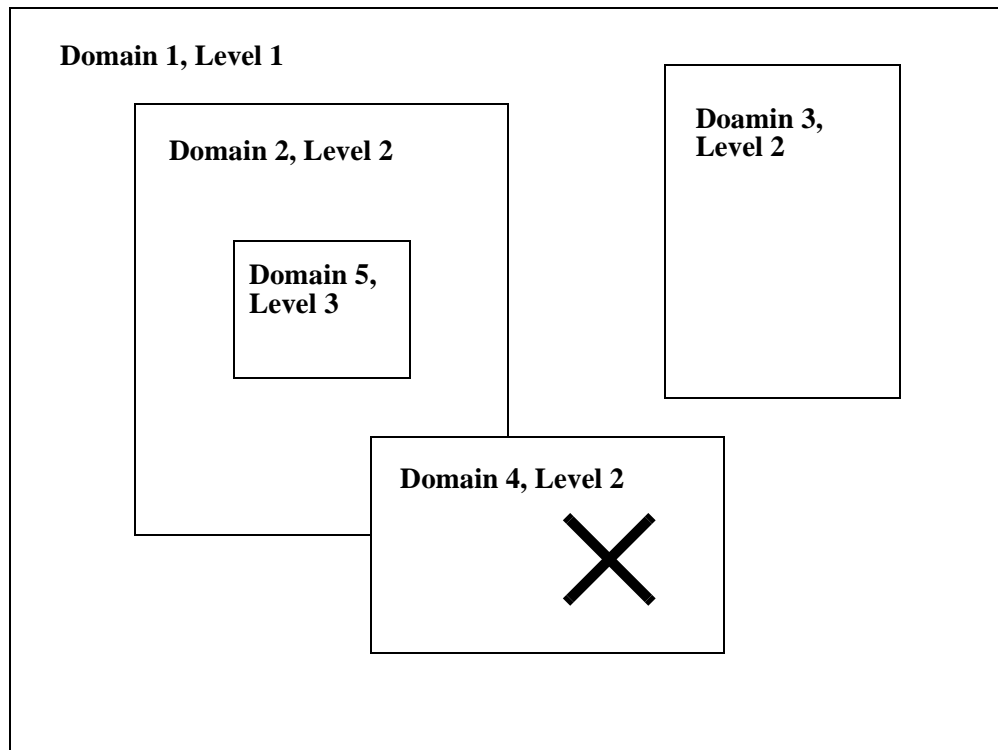 Domain 1, Level 1
Doamin 3,
Level 2
Domain 2, Level 2
Domain 5,
Level 3
Domain 4, Level 2